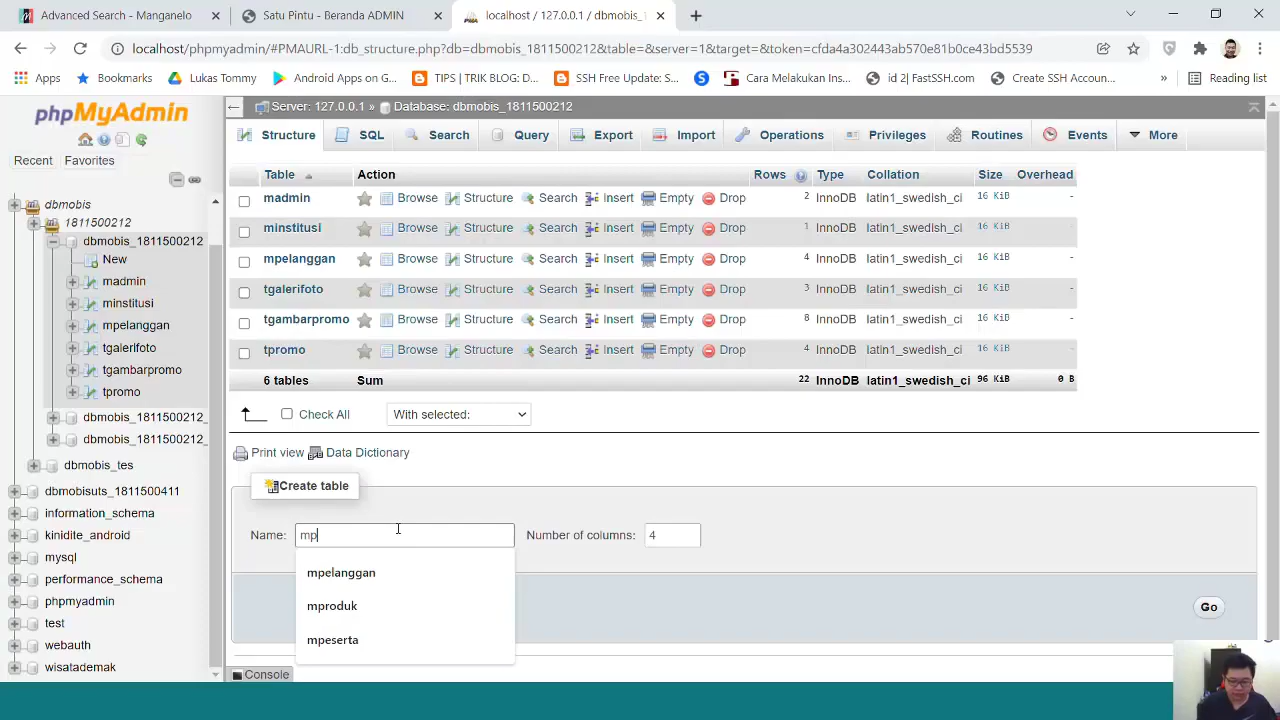 Advanced Search - Manganelo
Satu Pintu - Beranda ADMIN
localhost / 127.0.0.1 / dbmobis_1
localhost/phpmyadmin/#PMAURL-1:db_structure.php?db=dbmobis_1811500212&table=&server=1&target=&token=cfda4a302443ab570e81b0ce43bd5539
Apps
Bookmarks
Lukas Tommy
Android Apps on G...
TIPS | TRIK BLOG: D...
SSH Free Update: S...
Cara Melakukan Ins...
id 2| FastSSH.com
Create SSH Accoun...
»
Reading list
phpMyAdmin
Recent
Favorites
dbmobis
1811500212
dbmobis_1811500212
New
madmin
minstitusi
mpelanggan
tgalerifoto
tgambarpromo
tpromo
dbmobis_1811500212_
dbmobis_1811500212_
dbmobis_tes
dbmobisuts_1811500411
information_schema
kinidite_android
mysql
performance_schema
phpmyadmin
test
webauth
wisatademak
Server: 127.0.0.1 » Database: dbmobis_1811500212
Structure SQL Search Query Export Import Operations Privileges Routines Events More
Table Action Rows Type Collation Size Overhead
madmin Browse Structure Search Insert Empty Drop 2 InnoDB latin1_swedish_ci 16 KiB -
minstitusi Browse Structure Search Insert Empty Drop 1 InnoDB latin1_swedish_ci 16 KiB -
mpelanggan Browse Structure Search Insert Empty Drop 4 InnoDB latin1_swedish_ci 16 KiB -
tgalerifoto Browse Structure Search Insert Empty Drop 3 InnoDB latin1_swedish_ci 16 KiB -
tgambarpromo Browse Structure Search Insert Empty Drop 8 InnoDB latin1_swedish_ci 16 KiB -
tpromo Browse Structure Search Insert Empty Drop 4 InnoDB latin1_swedish_ci 16 KiB -
6 tables Sum 22 InnoDB latin1_swedish_ci 96 KiB 0 B
Check All With selected:
Print view Data Dictionary
Create table
Name: mp Number of columns: 4
mpelanggan
mproduk
mpeserta
Go
Console